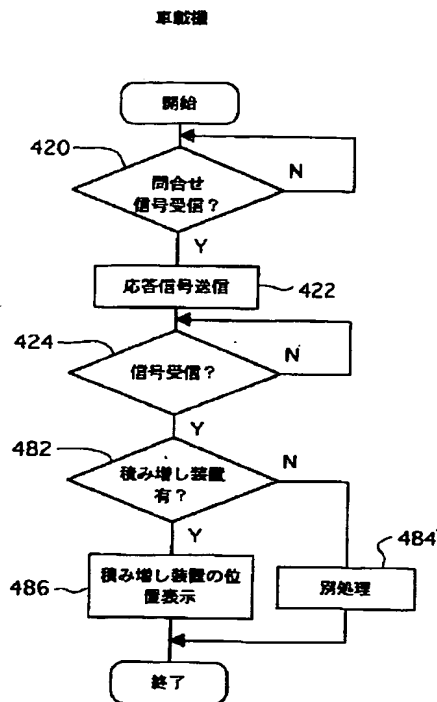 車載機
開始
420
問合せ
信号受信？
N
Y
応答信号送信
422
424
信号受信？
N
Y
482
積み増し装置
有？
N
Y
484
486
積み増し装置の位
置表示
別処理
終了